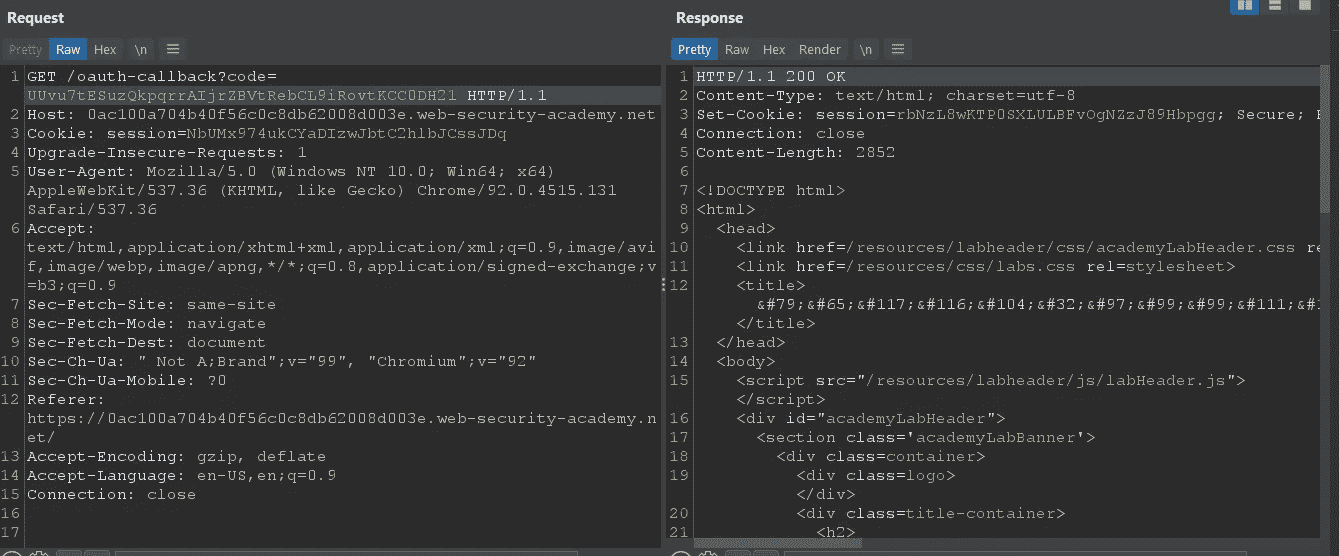 Request
Pretty Raw Hex \n
1 GET /oauth-callback?code=
UUvu7tESuzQkpqrrAIjrZBVtRebCL9iRovtKCC0DH21 HTTP/1.1
2 Host: 0ac100a704b40f56c0c8db62008d003e.web-security-academy.net
3 Cookie: session=NbUMx974ukCYaDIzwJbtC2hlbJCssJDq
4 Upgrade-Insecure-Requests: 1
5 User-Agent: Mozilla/5.0 (Windows NT 10.0; Win64; x64)
AppleWebKit/537.36 (KHTML, like Gecko) Chrome/92.0.4515.131
Safari/537.36
6 Accept:
text/html,application/xhtml+xml,application/xml;q=0.9,image/avi
f,image/webp,image/apng,*/*;q=0.8,application/signed-exchange;v
=b3;q=0.9
7 Sec-Fetch-Site: same-site
8 Sec-Fetch-Mode: navigate
9 Sec-Fetch-Dest: document
10 Sec-Ch-Ua: " Not A;Brand";v="99", "Chromium";v="92"
11 Sec-Ch-Ua-Mobile: ?0
12 Referer:
https://0ac100a704b40f56c0c8db62008d003e.web-security-academy.n
et/
13 Accept-Encoding: gzip, deflate
14 Accept-Language: en-US,en;q=0.9
15 Connection: close
16
17
Response
Pretty Raw Hex Render \n
1 HTTP/1.1 200 OK
2 Content-Type: text/html; charset=utf-8
3 Set-Cookie: session=rbNzL8wKTP0SXLULBFvOgNZzJ89Hbpgg; Secure;
4 Connection: close
5 Content-Length: 2852
6
7 <!DOCTYPE html>
8 <html>
9 <head>
10 <link href=/resources/labheader/css/academyLabHeader.css re
11 <link href=/resources/css/labs.css rel=stylesheet>
12 <title>
&#79;&#65;&#117;&#116;&#104;&#32;&#97;&#99;&#99;&#111;&#1
</title>
13 </head>
14 <body>
15 <script src="/resources/labheader/js/labHeader.js">
</script>
16 <div id="academyLabHeader">
17 <section class='academyLabBanner'>
18 <div class=container>
19 <div class=logo>
</div>
20 <div class=title-container>
21 <h2>